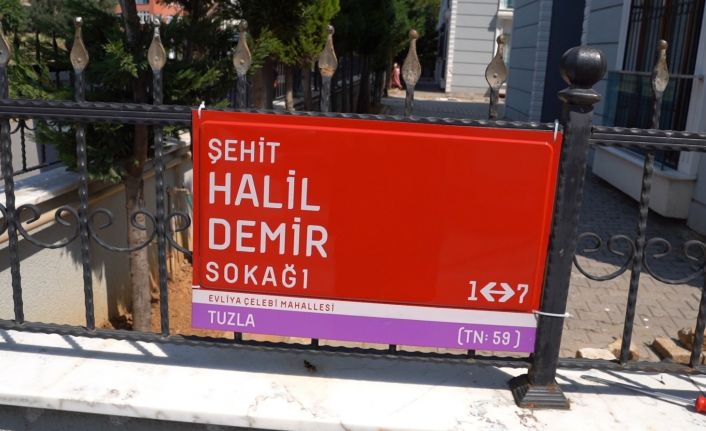 ŞEHİT
HALİL
DEMİR
SOKAĞI
1↔7
EVLİYA ÇELEBİ MAHALLESİ
TUZLA
(TN: 59)